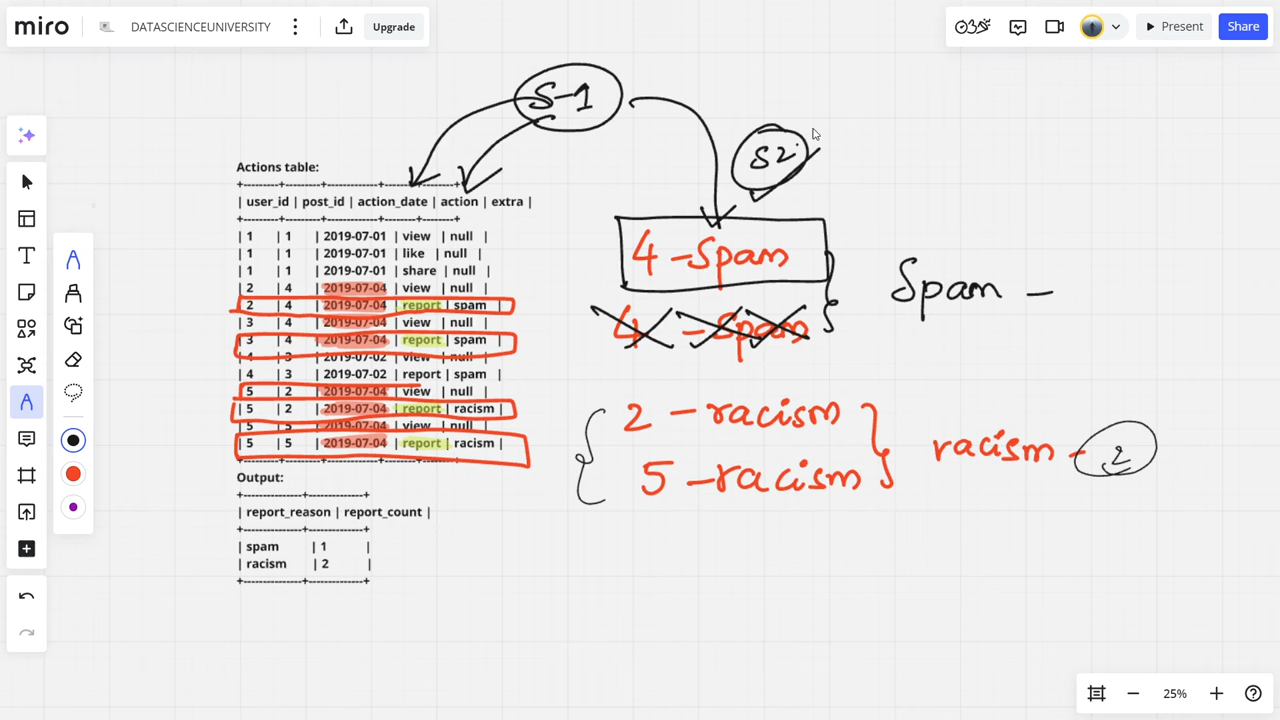 miro
DATASCIENCEUNIVERSITY
Upgrade
Present
Share
S-1
S2
Actions table:
+---------+---------+--------------+--------+--------+
| user_id | post_id | action_date | action | extra |
+---------+---------+--------------+--------+--------+
| 1 | 1 | 2019-07-01 | view | null |
| 1 | 1 | 2019-07-01 | like | null |
| 1 | 1 | 2019-07-01 | share | null |
| 2 | 4 | 2019-07-04 | view | null |
| 2 | 4 | 2019-07-04 | report | spam |
| 3 | 4 | 2019-07-04 | view | null |
| 3 | 4 | 2019-07-04 | report | spam |
| 4 | 3 | 2019-07-02 | view | null |
| 4 | 3 | 2019-07-02 | report | spam |
| 5 | 2 | 2019-07-04 | view | null |
| 5 | 2 | 2019-07-04 | report | racism |
| 5 | 5 | 2019-07-04 | view | null |
| 5 | 5 | 2019-07-04 | report | racism |
+---------+---------+--------------+--------+--------+
Output:
+---------------+--------------+
| report_reason | report_count |
+---------------+--------------+
| spam | 1 |
| racism | 2 |
+---------------+--------------+
4 - Spam
4 - Spam
Spam -
2 - racism
5 - racism
racism - 2
25%